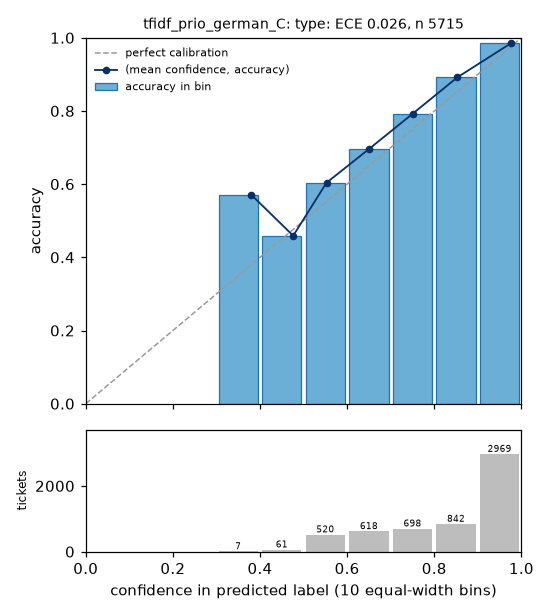 tfidf_prio_german_C: type: ECE 0.026, n 5715
perfect calibration
(mean confidence, accuracy)
accuracy in bin
1.0
0.8
0.6
0.4
0.2
0.0
accuracy
2969
842
698
618
520
61
7
2000
0
tickets
0.0 0.2 0.4 0.6 0.8 1.0
confidence in predicted label (10 equal-width bins)